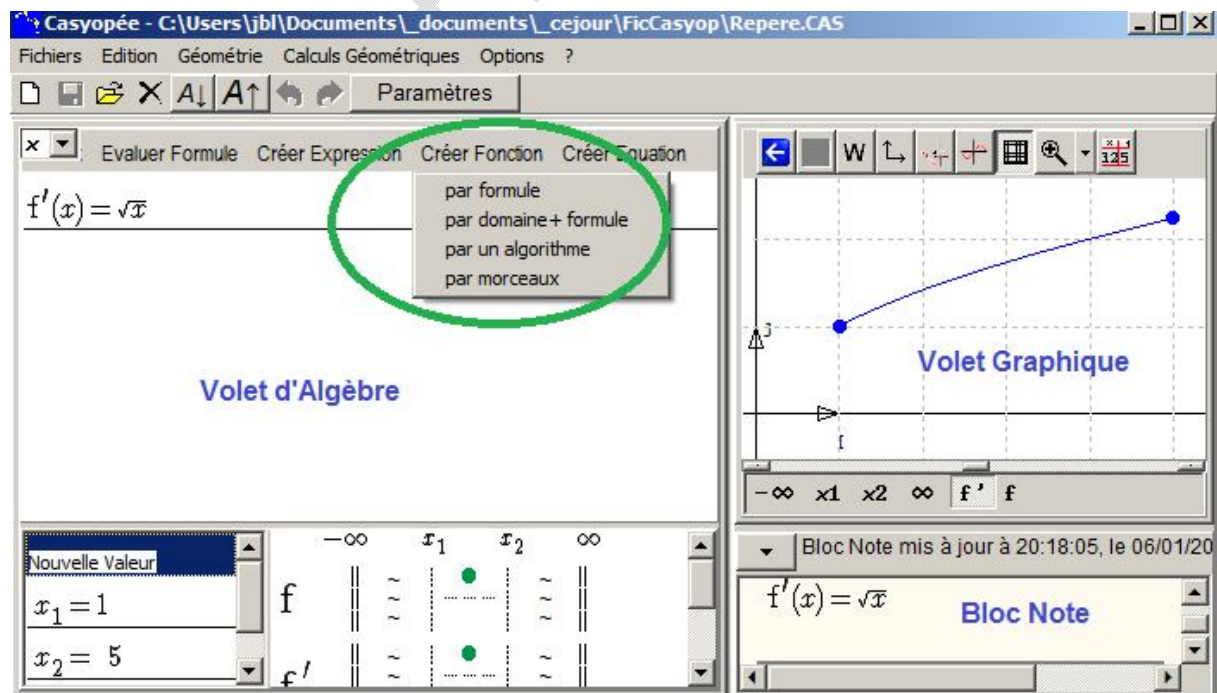 Casyopée - C:\Users\jbl\Documents\_documents\_cejour\FicCasyop\Repere.CAS
Fichiers Edition Géométrie Calculs Géométriques Options ?
A↓ A↑ Paramètres
x Evaluer Formule Créer Expression Créer Fonction Créer Equation
par formule
par domaine+ formule
par un algorithme
par morceaux
f'(x) = √x
Volet d'Algèbre
Nouvelle Valeur
x1 = 1
x2 = 5
−∞ x1 x2 ∞
f
f'
W
Volet Graphique
−∞ x1 x2 ∞ f' f
Bloc Note mis à jour à 20:18:05, le 06/01/20
f'(x) = √x
Bloc Note